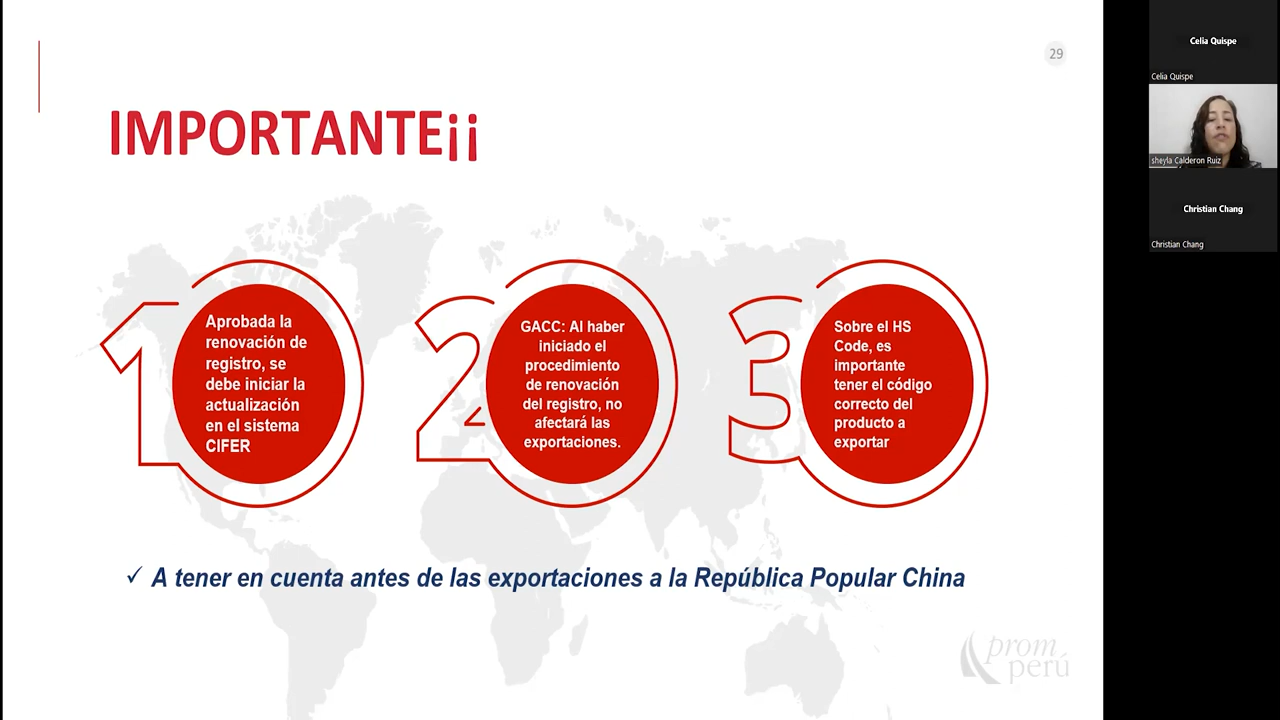 29
IMPORTANTE¡¡
1
Aprobada la
renovación de
registro, se
debe iniciar la
actualización
en el sistema
CIFER
2
GACC: Al haber
iniciado el
procedimiento
de renovación
del registro, no
afectará las
exportaciones.
3
Sobre el HS
Code, es
importante
tener el código
correcto del
producto a
exportar
✓ A tener en cuenta antes de las exportaciones a la República Popular China
prom
perú
Celia Quispe
Celia Quispe
sheyla Calderon Ruiz
Christian Chang
Christian Chang